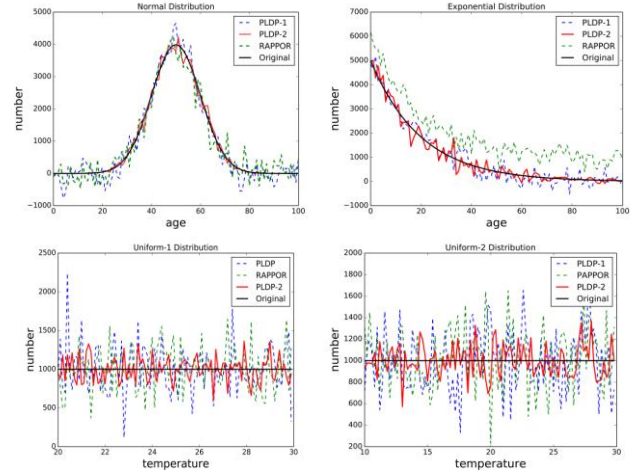 Normal Distribution
5000
4000
3000
2000
1000
0
−1000
0 20 40 60 80 100
number
age
PLDP-1
PLDP-2
RAPPOR
Original
Exponential Distribution
7000
6000
5000
4000
3000
2000
1000
0
−1000
0 20 40 60 80 100
number
age
PLDP-1
PLDP-2
RAPPOR
Original
Uniform-1 Distribution
2500
2000
1500
1000
500
0
20 22 24 26 28 30
number
temperature
PLDP
RAPPOR
PLDP-2
Original
Uniform-2 Distribution
2000
1800
1600
1400
1200
1000
800
600
400
200
10 15 20 25 30
number
temperature
PLDP-1
PAPPOR
PLDP-2
Original